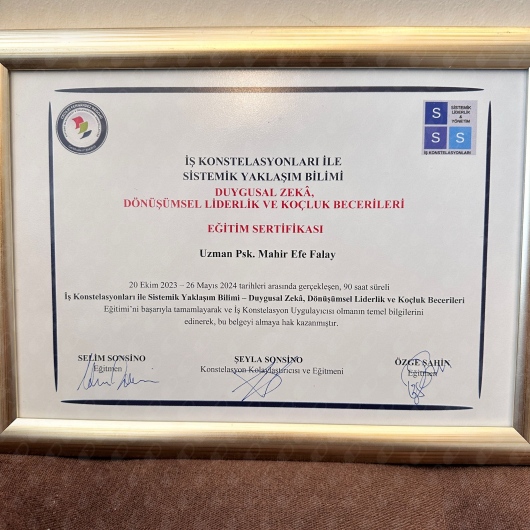 SİSTEMİK
LİDERLİK
&
YÖNETİM
S
S S
İŞ KONSTELASYONLARI
İŞ KONSTELASYONLARI İLE
SİSTEMİK YAKLAŞIM BİLİMİ
DUYGUSAL ZEKÂ,
DÖNÜŞÜMSEL LİDERLİK VE KOÇLUK BECERİLERİ
EĞİTİM SERTİFİKASI
Uzman Psk. Mahir Efe Falay
20 Ekim 2023 – 26 Mayıs 2024 tarihleri arasında gerçekleşen, 90 saat süreli
İş Konstelasyonları ile Sistemik Yaklaşım Bilimi – Duygusal Zekâ, Dönüşümsel Liderlik ve Koçluk Becerileri
Eğitimi'ni başarıyla tamamlayarak ve İş Konstelasyon Uygulayıcısı olmanın temel bilgilerini
edinerek, bu belgeyi almaya hak kazanmıştır.
SELİM SONSİNO ŞEYLA SONSİNO ÖZGE ŞAHİN
Eğitmen Konstelasyon Kolaylaştırıcısı ve Eğitmeni Eğitmen